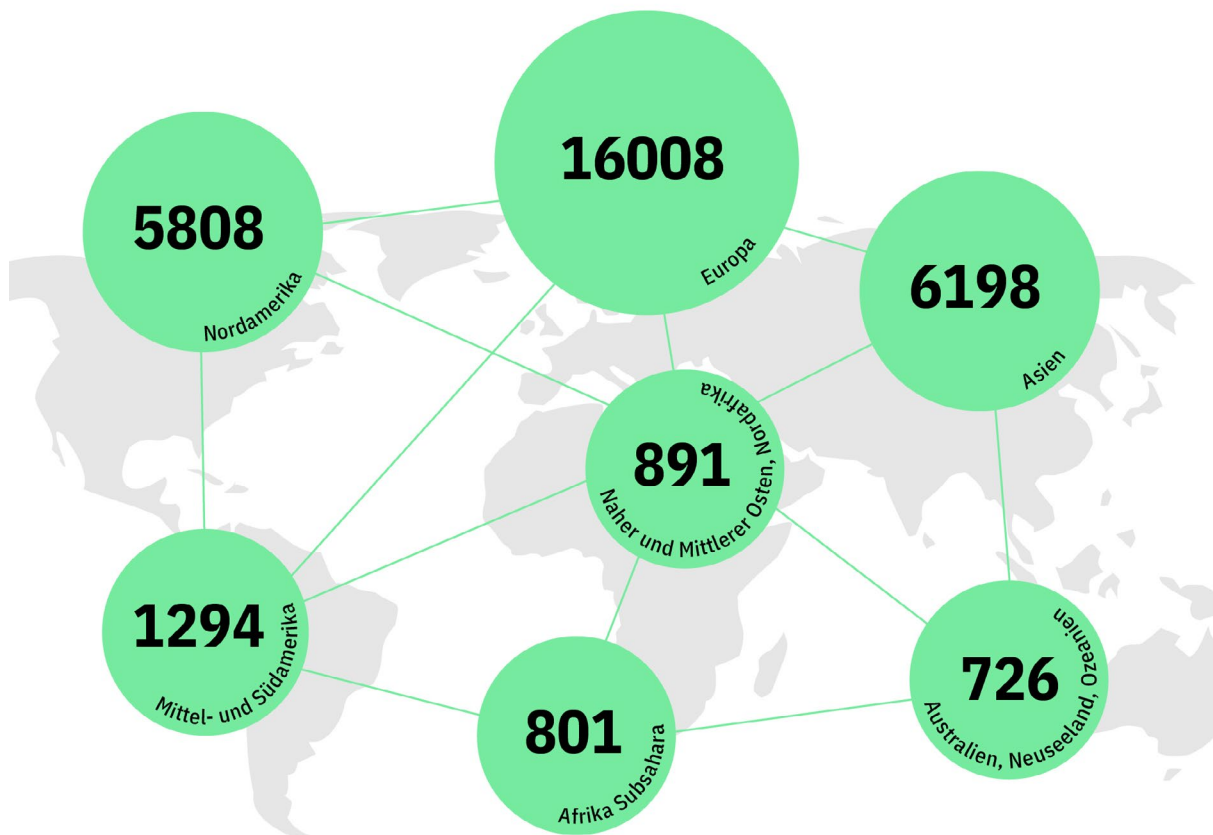 16008
Europa
5808
Nordamerika
6198
Asien
891
Naher und Mittlerer Osten, Nordafrika
1294
Mittel- und Südamerika
726
Australien, Neuseeland, Ozeanien
801
Afrika Subsahara